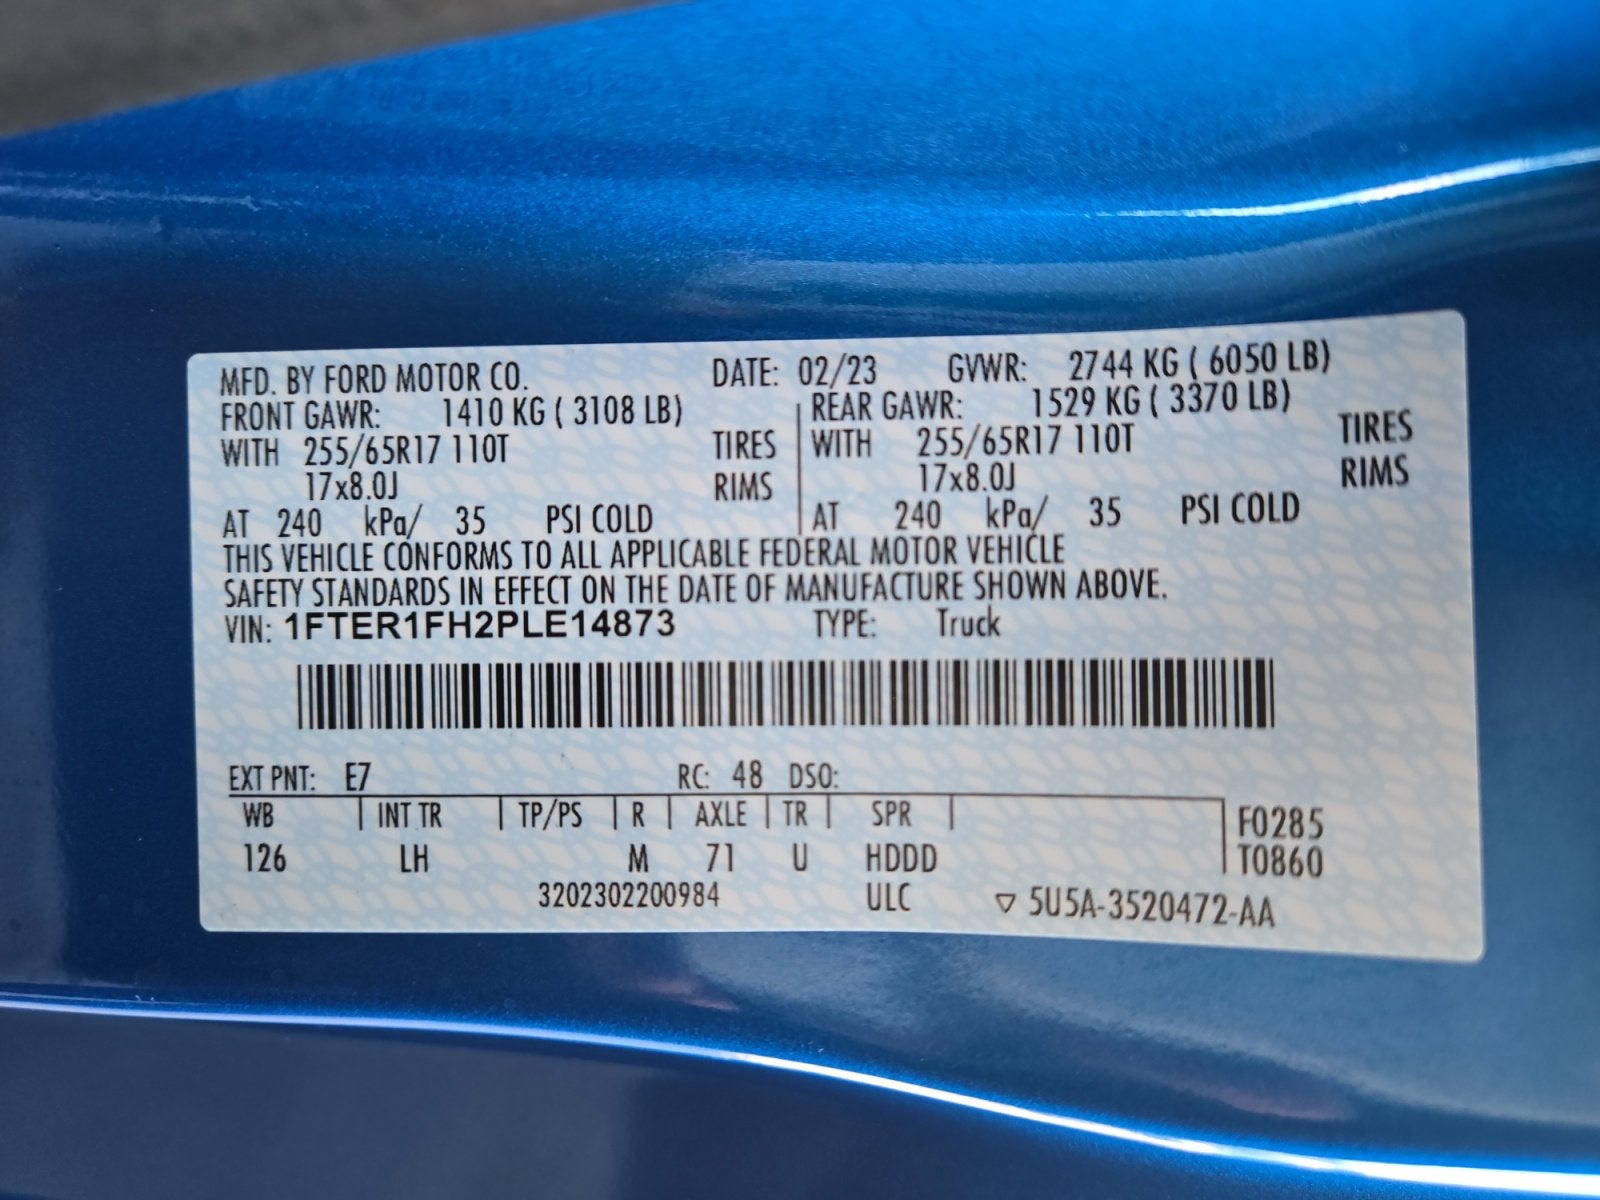 MFD. BY FORD MOTOR CO. DATE: 02/23 GVWR: 2744 KG ( 6050 LB)
FRONT GAWR: 1410 KG ( 3108 LB) REAR GAWR: 1529 KG ( 3370 LB)
WITH 255/65R17 110T TIRES WITH 255/65R17 110T TIRES
17x8.0J RIMS 17x8.0J RIMS
AT 240 kPa/ 35 PSI COLD AT 240 kPa/ 35 PSI COLD
THIS VEHICLE CONFORMS TO ALL APPLICABLE FEDERAL MOTOR VEHICLE
SAFETY STANDARDS IN EFFECT ON THE DATE OF MANUFACTURE SHOWN ABOVE.
VIN: 1FTER1FH2PLE14873 TYPE: Truck
EXT PNT: E7 RC: 48 DSO:
WB INT TR TP/PS R AXLE TR SPR F0285
126 LH M 71 U HDDD T0860
3202302200984 ULC ▽ 5U5A-3520472-AA